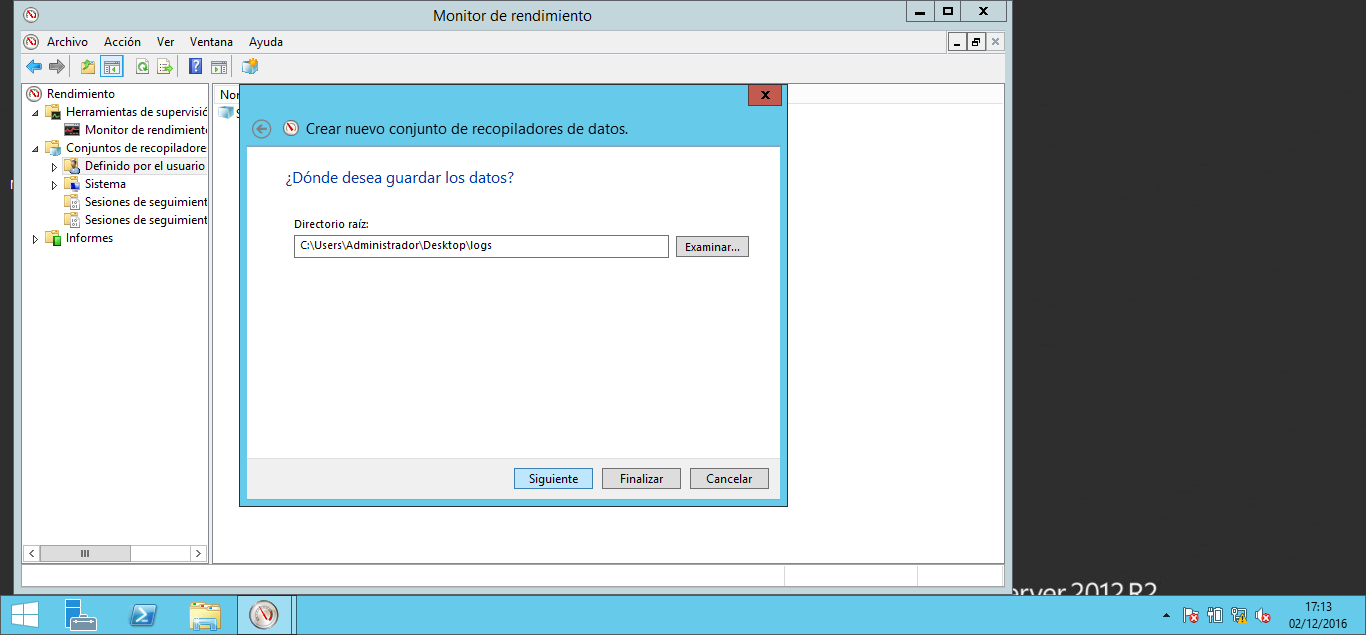 Monitor de rendimiento
Archivo Acción Ver Ventana Ayuda
Rendimiento
Herramientas de supervisió
Monitor de rendimient
Conjuntos de recopiladore
Definido por el usuario
Sistema
Sesiones de seguimient
Sesiones de seguimient
Informes
Crear nuevo conjunto de recopiladores de datos.
¿Dónde desea guardar los datos?
Directorio raíz:
C:\Users\Administrador\Desktop\logs
Examinar...
Siguiente Finalizar Cancelar
rver 2012 R2
17:13
02/12/2016